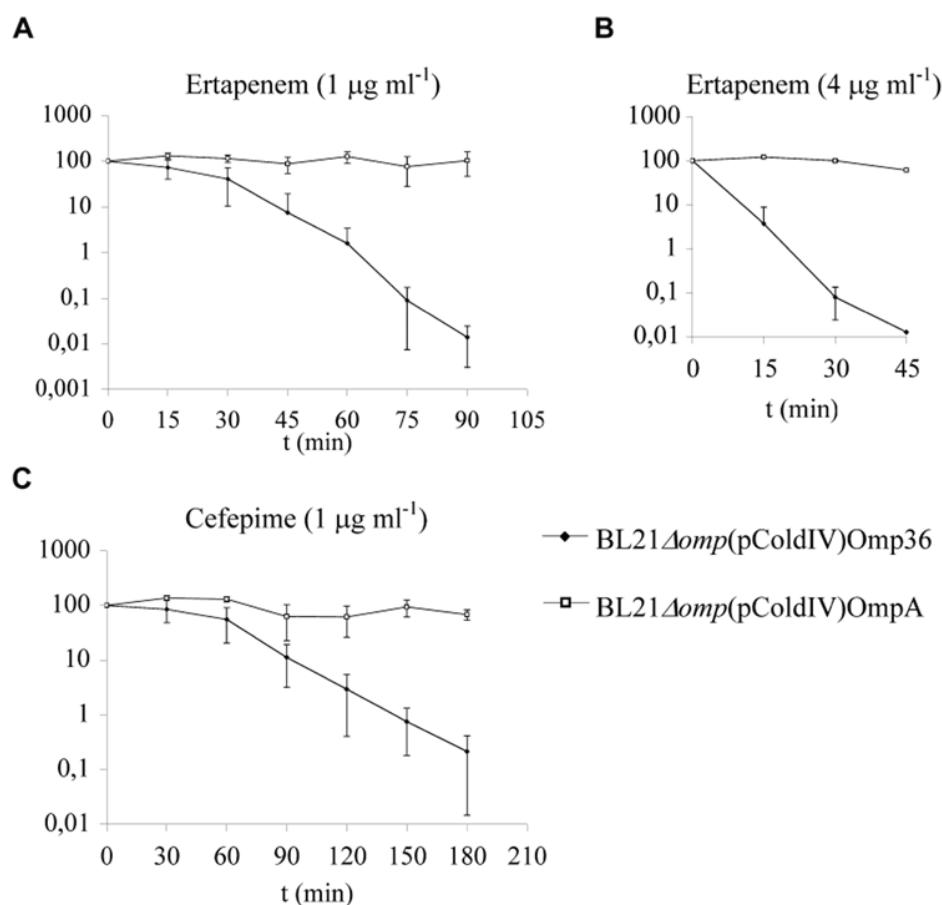 A
Ertapenem (1 μg ml⁻¹)
1000
100
10
1
0,1
0,01
0,001
0 15 30 45 60 75 90 105
t (min)
B
Ertapenem (4 μg ml⁻¹)
1000
100
10
1
0,1
0,01
0 15 30 45
t (min)
C
Cefepime (1 μg ml⁻¹)
1000
100
10
1
0,1
0,01
0 30 60 90 120 150 180 210
t (min)
BL21Δomp(pColdIV)Omp36
BL21Δomp(pColdIV)OmpA